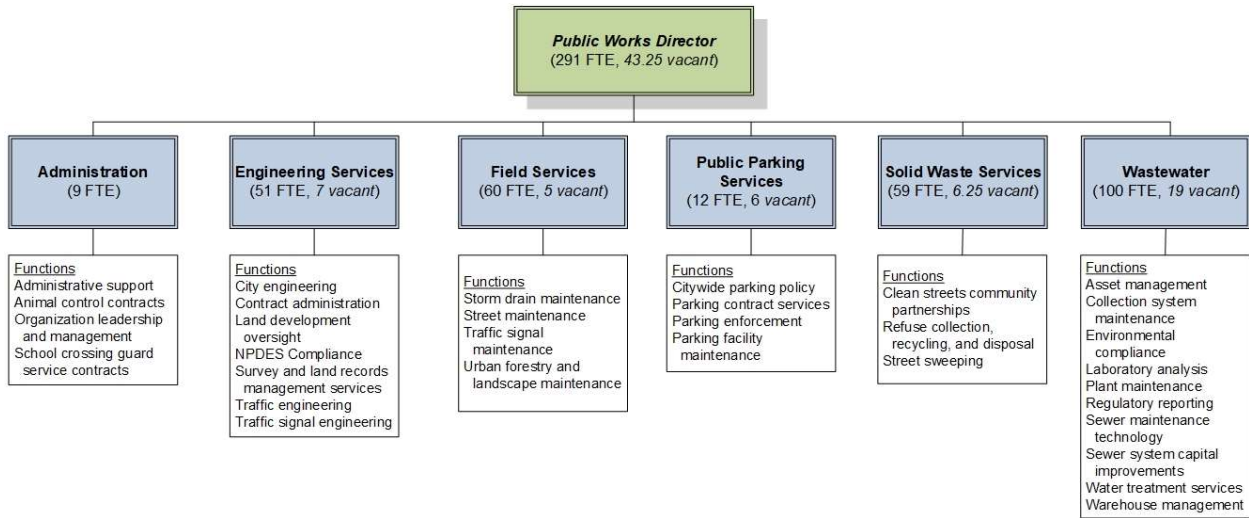 Public Works Director
(291 FTE, 43.25 vacant)
Administration
(9 FTE)
Functions
Administrative support
Animal control contracts
Organization leadership
and management
School crossing guard
service contracts
Engineering Services
(51 FTE, 7 vacant)
Functions
City engineering
Contract administration
Land development
oversight
NPDES Compliance
Survey and land records
management services
Traffic engineering
Traffic signal engineering
Field Services
(60 FTE, 5 vacant)
Functions
Storm drain maintenance
Street maintenance
Traffic signal
maintenance
Urban forestry and
landscape maintenance
Public Parking
Services
(12 FTE, 6 vacant)
Functions
Citywide parking policy
Parking contract services
Parking enforcement
Parking facility
maintenance
Solid Waste Services
(59 FTE, 6.25 vacant)
Functions
Clean streets community
partnerships
Refuse collection,
recycling, and disposal
Street sweeping
Wastewater
(100 FTE, 19 vacant)
Functions
Asset management
Collection system
maintenance
Environmental
compliance
Laboratory analysis
Plant maintenance
Regulatory reporting
Sewer maintenance
technology
Sewer system capital
improvements
Water treatment services
Warehouse management